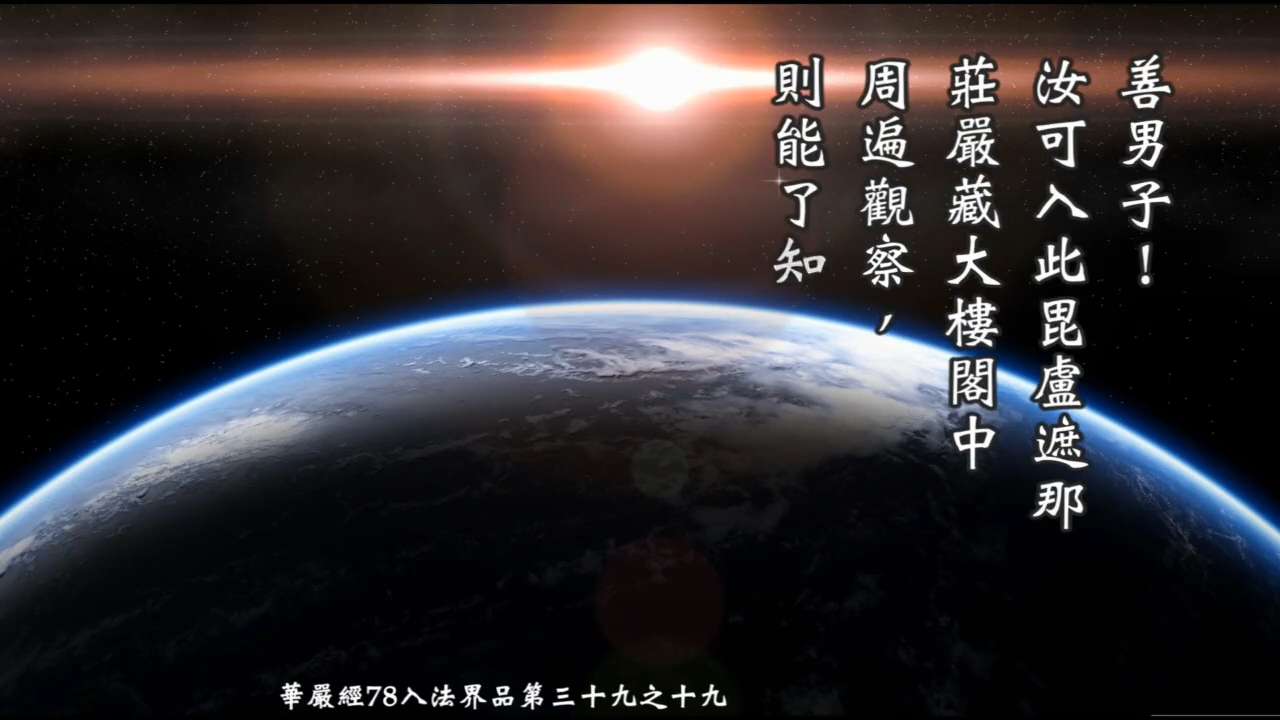 善男子！
汝可入此毘盧遮那
莊嚴藏大樓閣中
周遍觀察，
則能了知
華嚴經78入法界品第三十九之十九